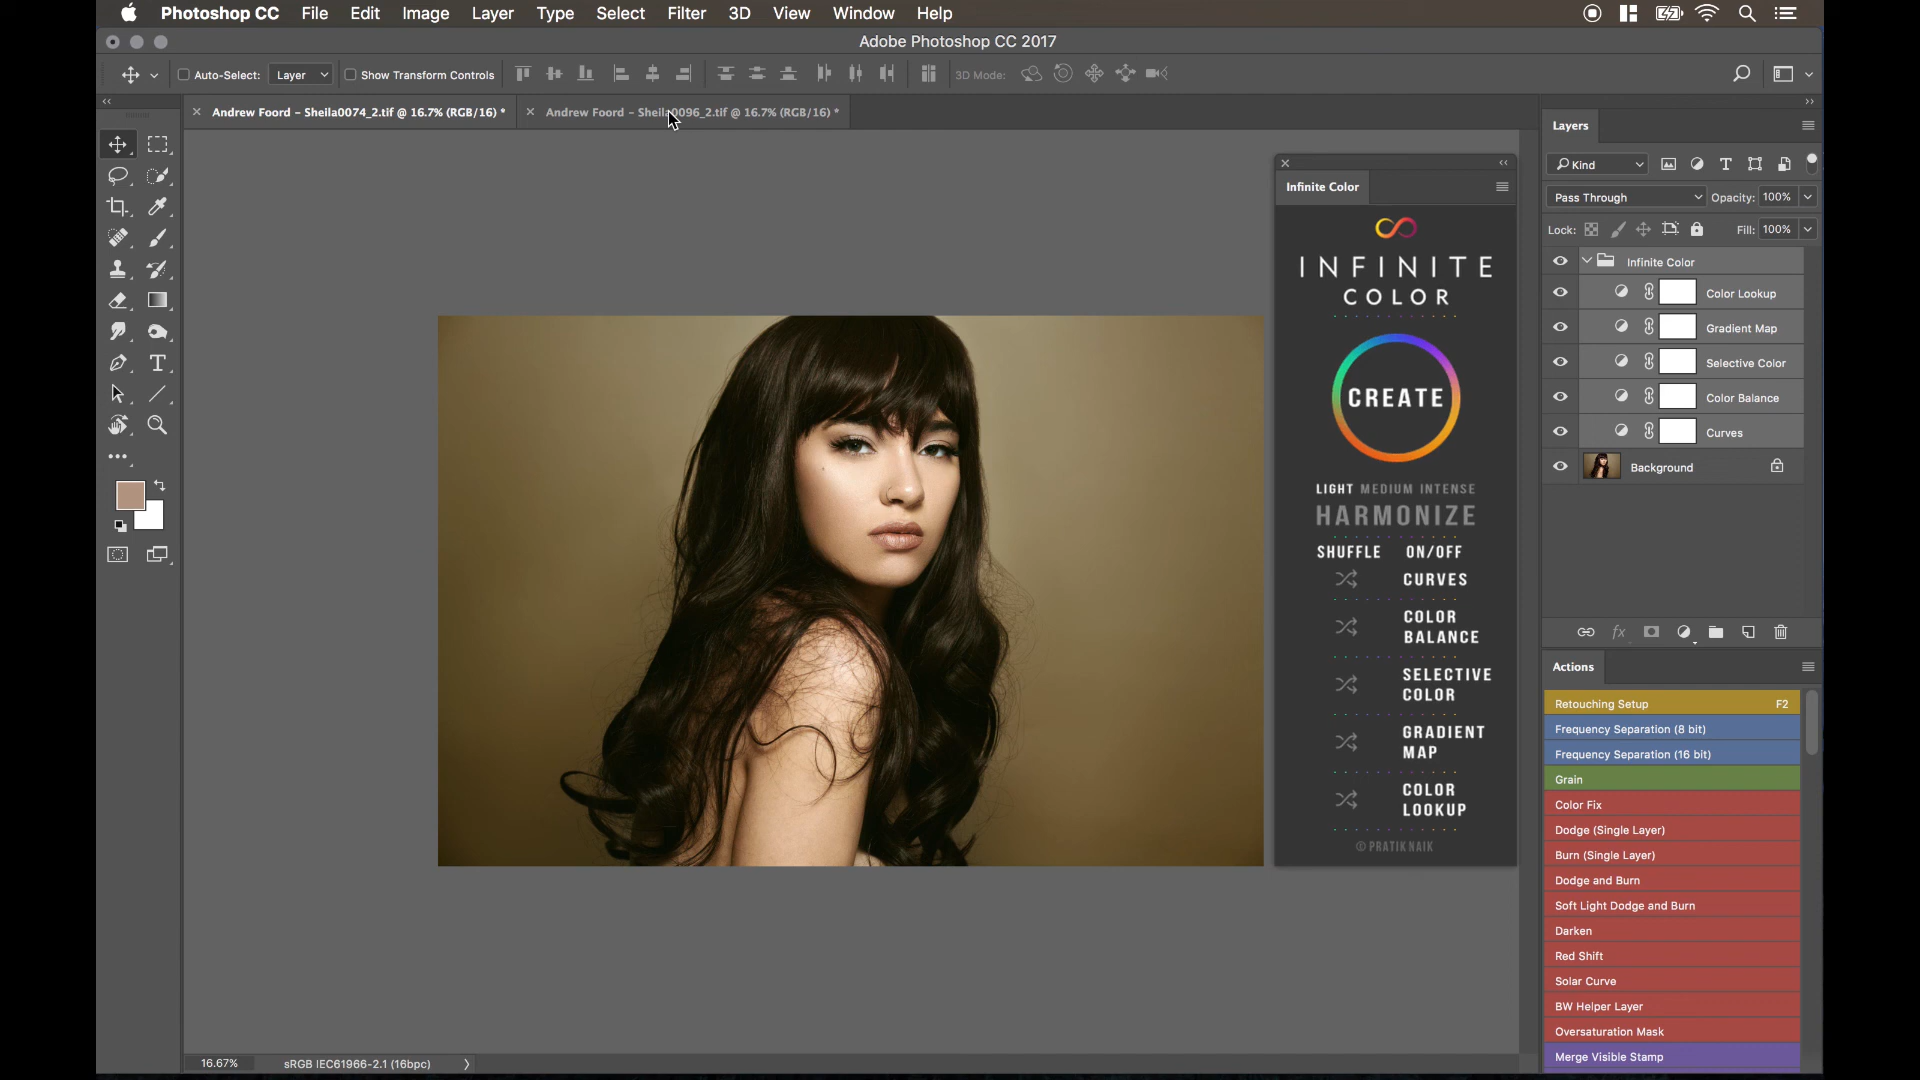 Photoshop CC File Edit Image Layer Type Select Filter 3D View Window Help
Adobe Photoshop CC 2017
Auto-Select: Layer Show Transform Controls 3D Mode:
Andrew Foord - Sheila0074_2.tif @ 16.7% (RGB/16) *
Andrew Foord - Sheila0096_2.tif @ 16.7% (RGB/16) *
Infinite Color
INFINITE
COLOR
CREATE
LIGHT MEDIUM INTENSE
HARMONIZE
SHUFFLE ON/OFF
CURVES
COLOR
BALANCE
SELECTIVE
COLOR
GRADIENT
MAP
COLOR
LOOKUP
© PRATIK NAIK
Layers
Kind
Pass Through Opacity: 100%
Lock: Fill: 100%
Infinite Color
Color Lookup
Gradient Map
Selective Color
Color Balance
Curves
Background
Actions
Retouching Setup F2
Frequency Separation (8 bit)
Frequency Separation (16 bit)
Grain
Color Fix
Dodge (Single Layer)
Burn (Single Layer)
Dodge and Burn
Soft Light Dodge and Burn
Darken
Red Shift
Solar Curve
BW Helper Layer
Oversaturation Mask
Merge Visible Stamp
16.67% sRGB IEC61966-2.1 (16bpc)